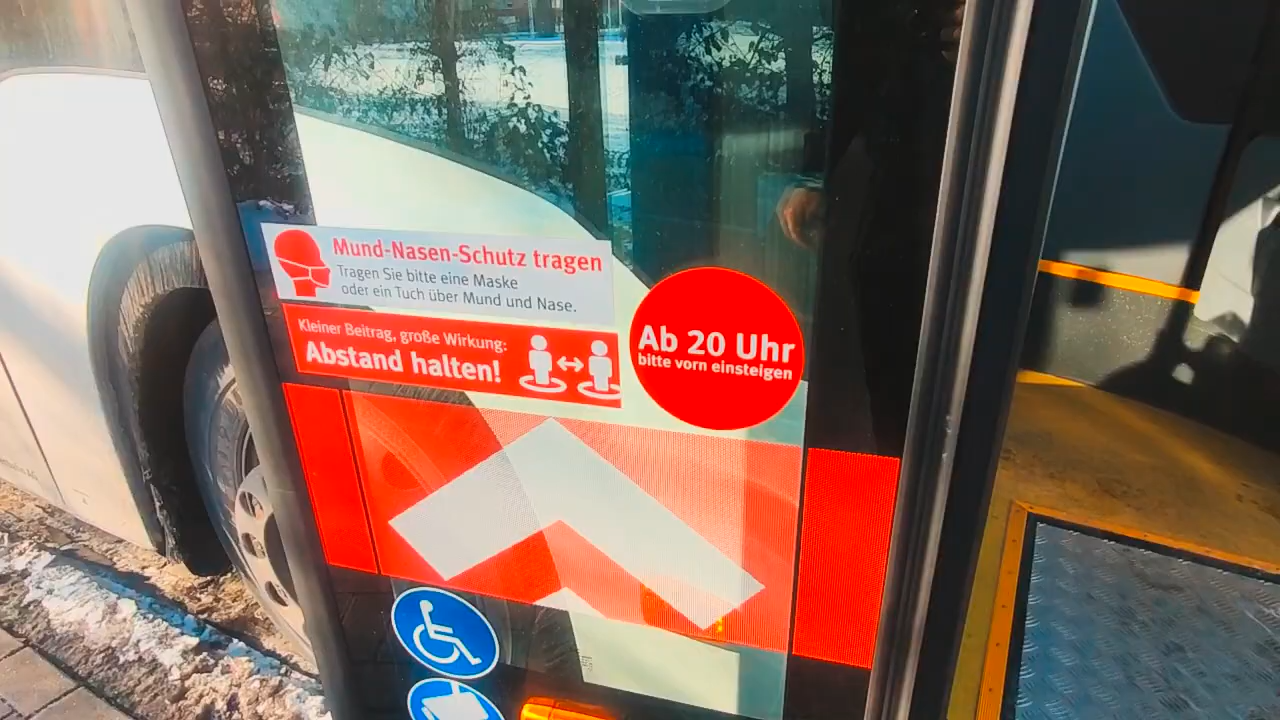 Mund-Nasen-Schutz tragen
Tragen Sie bitte eine Maske
oder ein Tuch über Mund und Nase.
Kleiner Beitrag, große Wirkung:
Abstand halten!
Ab 20 Uhr
bitte vorn einsteigen